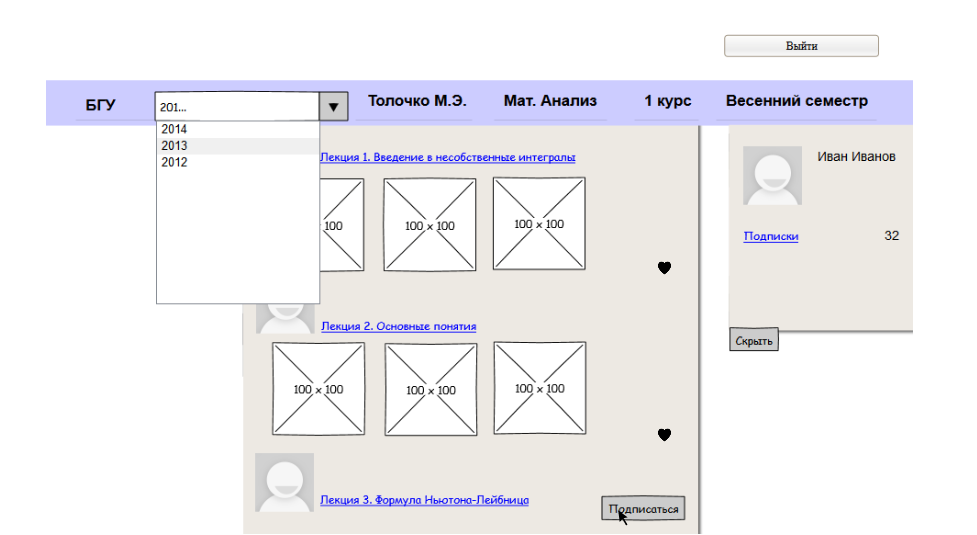 Выйти
БГУ
201...
Толочко М.Э.
Мат. Анализ
1 курс
Весенний семестр
2014
2013
2012
Лекция 1. Введение в несобственные интегралы
100
100 × 100
100 × 100
Иван Иванов
Подписки
32
Скрыть
Лекция 2. Основные понятия
100 × 100
100 × 100
100 × 100
Лекция 3. Формула Ньютона-Лейбница
Подписаться